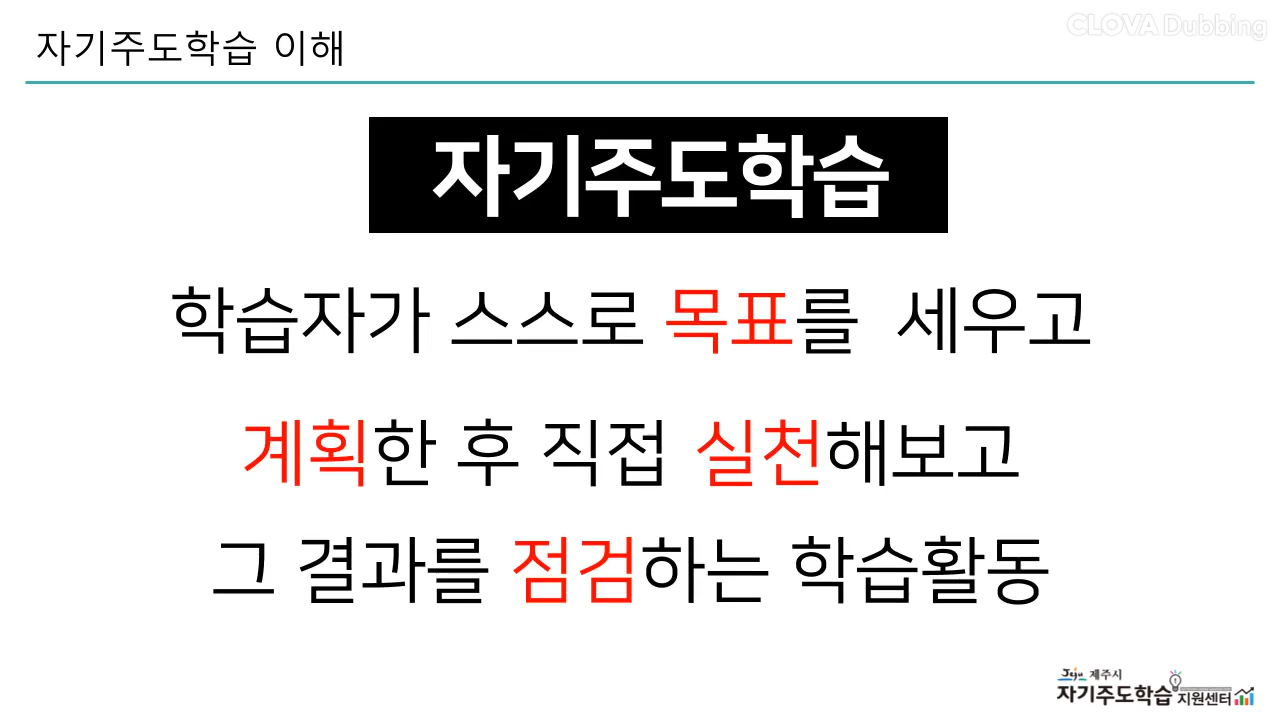 자기주도학습 이해
CLOVA Dubbing
자기주도학습
학습자가 스스로 목표를 세우고
계획한 후 직접 실천해보고
그 결과를 점검하는 학습활동
Jeju 제주시
자기주도학습 지원센터